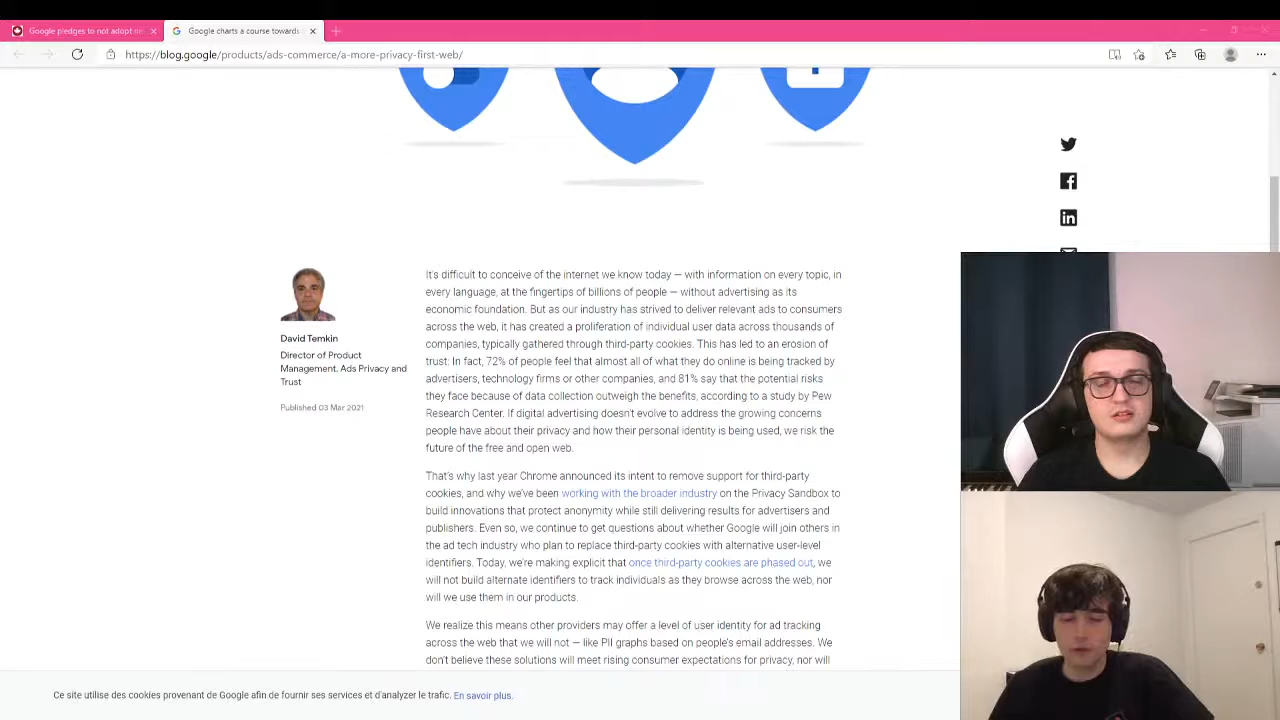 Google pledges to not adopt ne
Google charts a course towards
https://blog.google/products/ads-commerce/a-more-privacy-first-web/
It's difficult to conceive of the internet we know today — with information on every topic, in
every language, at the fingertips of billions of people — without advertising as its
economic foundation. But as our industry has strived to deliver relevant ads to consumers
across the web, it has created a proliferation of individual user data across thousands of
companies, typically gathered through third-party cookies. This has led to an erosion of
trust: In fact, 72% of people feel that almost all of what they do online is being tracked by
advertisers, technology firms or other companies, and 81% say that the potential risks
they face because of data collection outweigh the benefits, according to a study by Pew
Research Center. If digital advertising doesn't evolve to address the growing concerns
people have about their privacy and how their personal identity is being used, we risk the
future of the free and open web.
David Temkin
Director of Product
Management. Ads Privacy and
Trust
Published 03 Mar 2021
That's why last year Chrome announced its intent to remove support for third-party
cookies, and why we've been working with the broader industry on the Privacy Sandbox to
build innovations that protect anonymity while still delivering results for advertisers and
publishers. Even so, we continue to get questions about whether Google will join others in
the ad tech industry who plan to replace third-party cookies with alternative user-level
identifiers. Today, we're making explicit that once third-party cookies are phased out, we
will not build alternate identifiers to track individuals as they browse across the web, nor
will we use them in our products.
We realize this means other providers may offer a level of user identity for ad tracking
across the web that we will not — like PII graphs based on people's email addresses. We
don't believe these solutions will meet rising consumer expectations for privacy, nor will
Ce site utilise des cookies provenant de Google afin de fournir ses services et d'analyzer le trafic. En savoir plus.